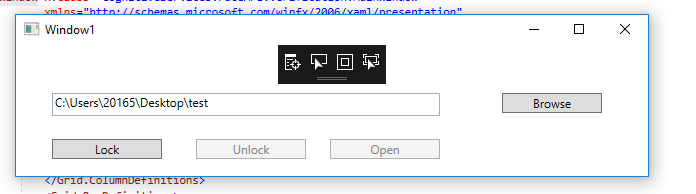 xmlns="http://schemas.microsoft.com/winfx/2006/xaml/presentation"
Window1
C:\Users\20165\Desktop\test
Browse
Lock
Unlock
Open
</Grid.ColumnDefinitions>